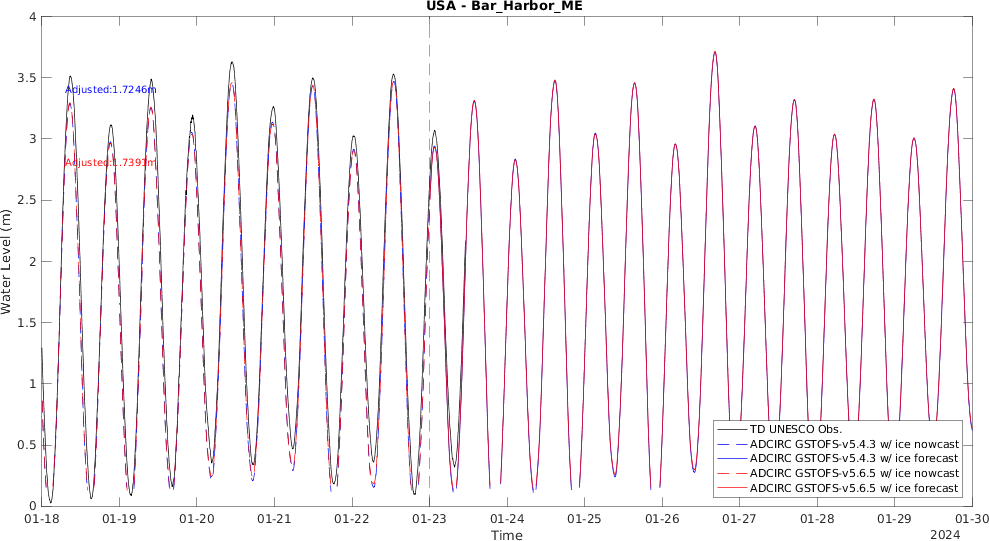 USA - Bar_Harbor_ME
Water Level (m)
4
3.5
3
2.5
2
1.5
1
0.5
0
Adjusted:1.7246m
Adjusted:1.7391m
TD UNESCO Obs.
ADCIRC GSTOFS-v5.4.3 w/ ice nowcast
ADCIRC GSTOFS-v5.4.3 w/ ice forecast
ADCIRC GSTOFS-v5.6.5 w/ ice nowcast
ADCIRC GSTOFS-v5.6.5 w/ ice forecast
01-18 01-19 01-20 01-21 01-22 01-23 01-24 01-25 01-26 01-27 01-28 01-29 01-30
Time
2024